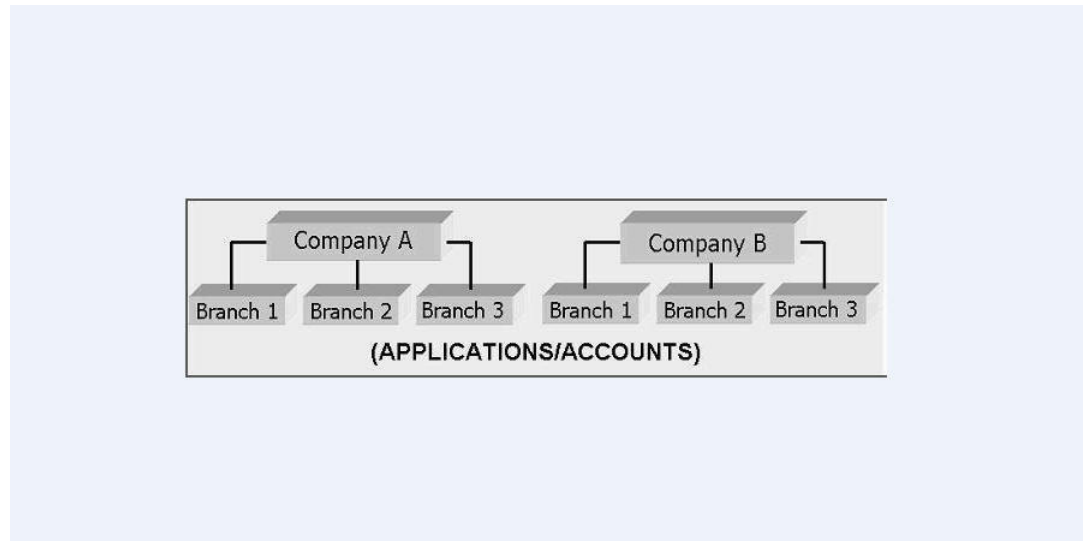 Company A
Company B
Branch 1
Branch 2
Branch 3
Branch 1
Branch 2
Branch 3
(APPLICATIONS/ACCOUNTS)